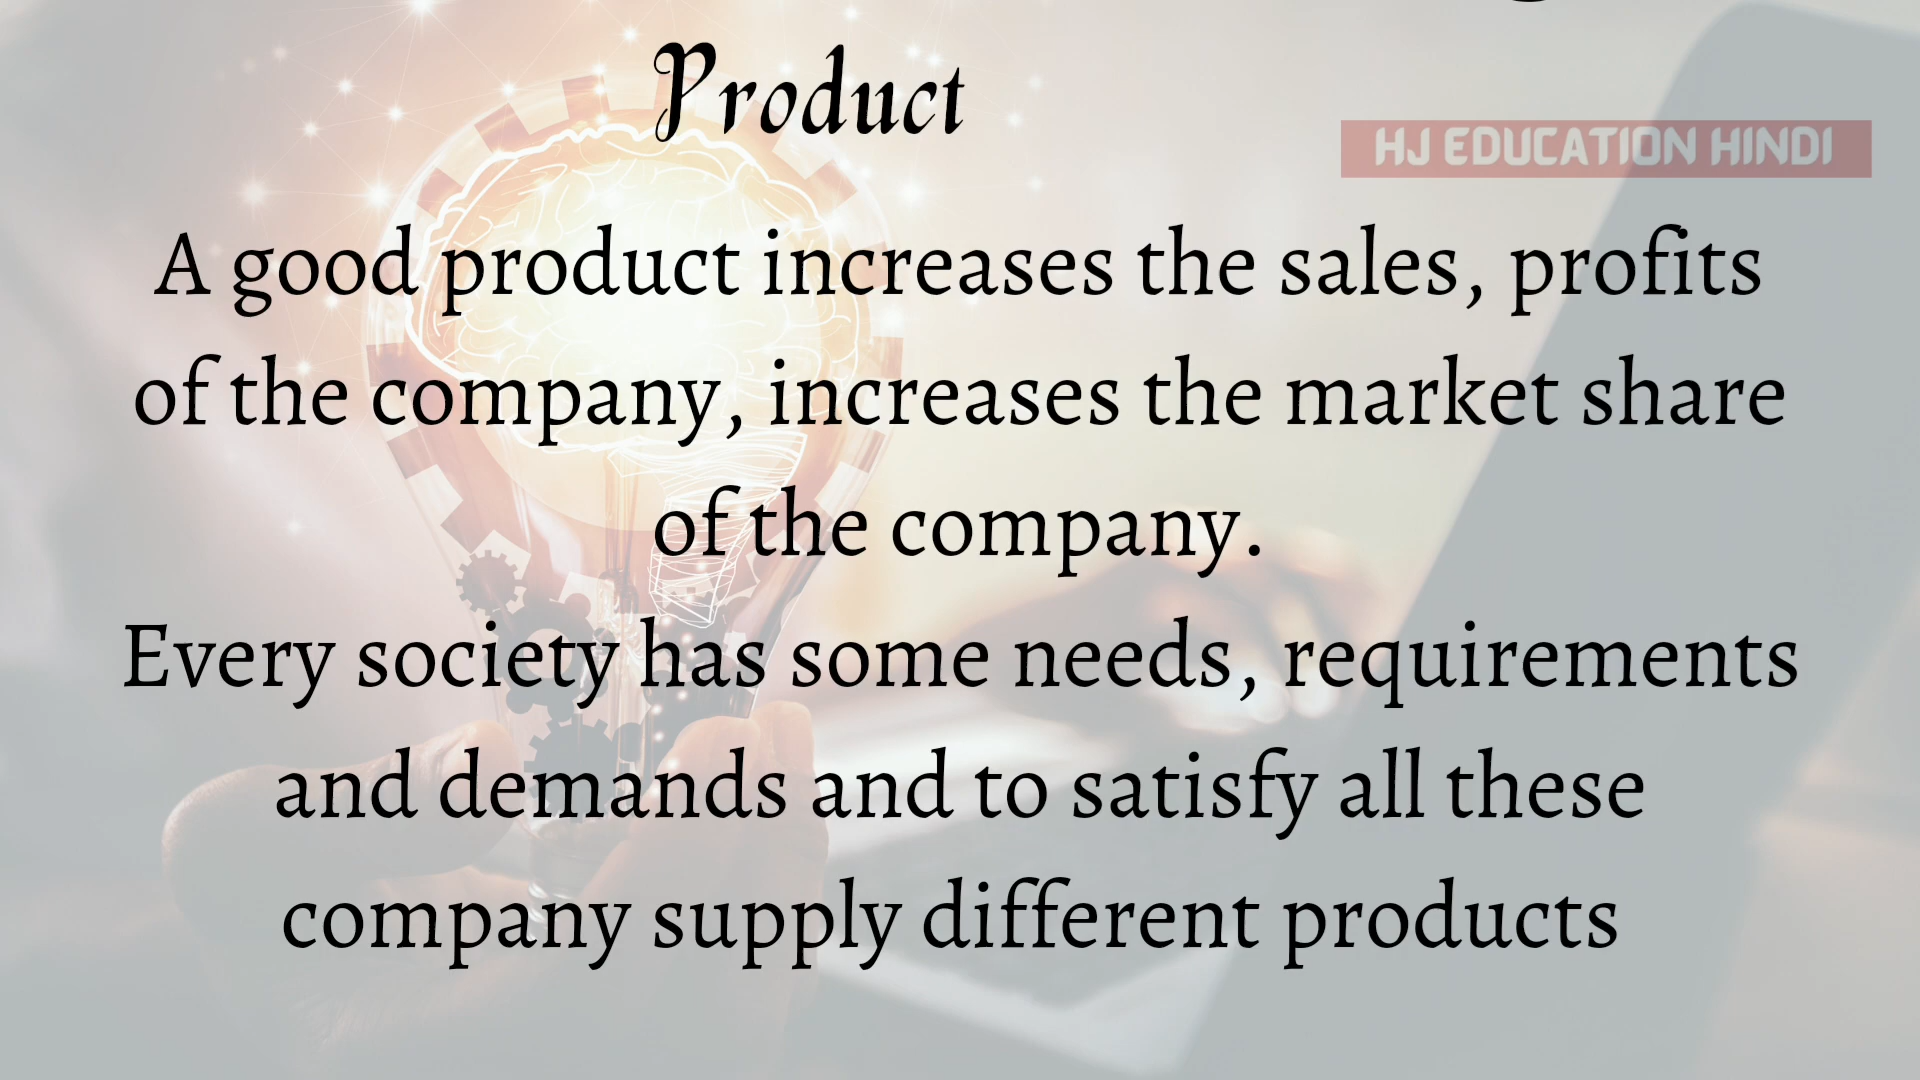 Product
HJ EDUCATION HINDI
A good product increases the sales, profits
of the company, increases the market share
of the company.
Every society has some needs, requirements
and demands and to satisfy all these
company supply different products